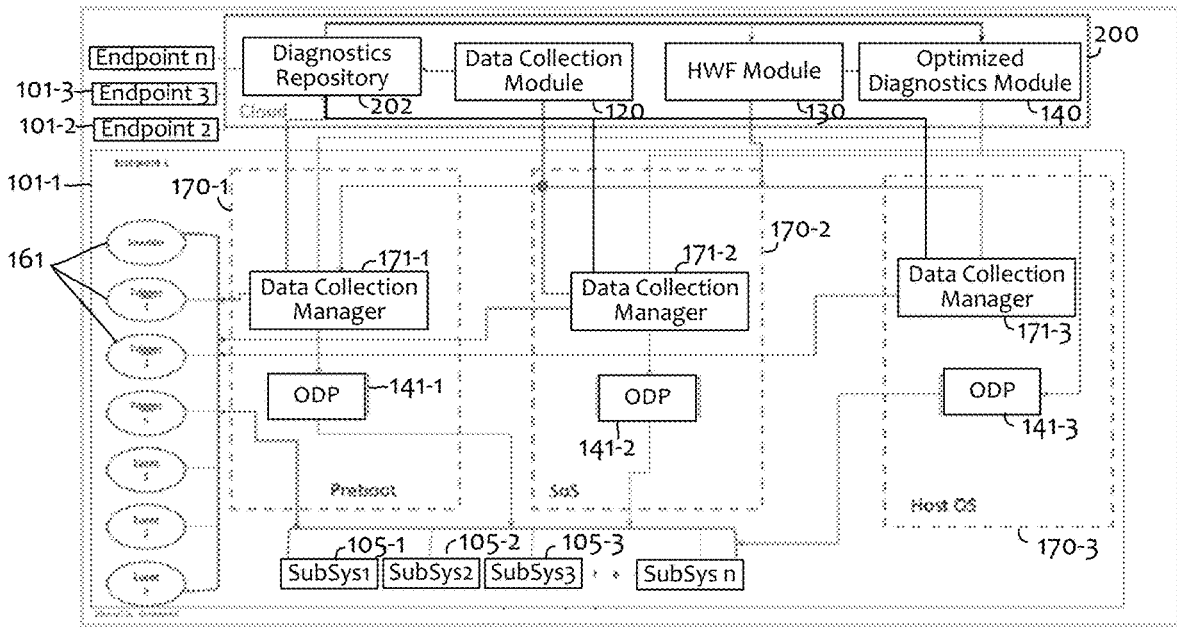 Endpoint n
Diagnostics
Repository
202
Data Collection
Module
120
HWF Module
130
Optimized
Diagnostics Module
140
200
101-3
Endpoint 3
101-2
Endpoint 2
Cloud
101-1
170-1
170-2
161
171-1
Data Collection
Manager
171-2
Data Collection
Manager
Data Collection
Manager
171-3
ODP
141-1
ODP
141-2
ODP
141-3
Preboot
SoS
Host OS
170-3
105-1
105-2
105-3
SubSys1
SubSys2
SubSys3
SubSys n